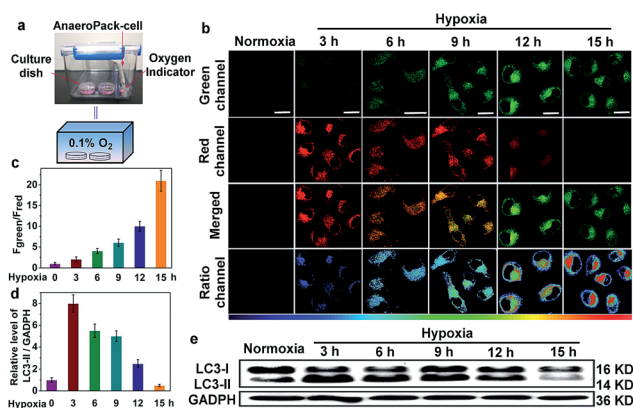 a
AnaeroPack-cell
Culture dish
Oxygen Indicator
0.1% O₂
b
Hypoxia
Normoxia 3 h 6 h 9 h 12 h 15 h
Green channel
Red channel
Merged
Ratio channel
c
Fgreen/Fred
20
10
0
Hypoxia 0 3 6 9 12 15 h
d
Relative level of LC3-II / GADPH
8
6
4
2
0
Hypoxia 0 3 6 9 12 15 h
e
Hypoxia
Normoxia 3 h 6 h 9 h 12 h 15 h
LC3-I 16 KD
LC3-II 14 KD
GADPH 36 KD